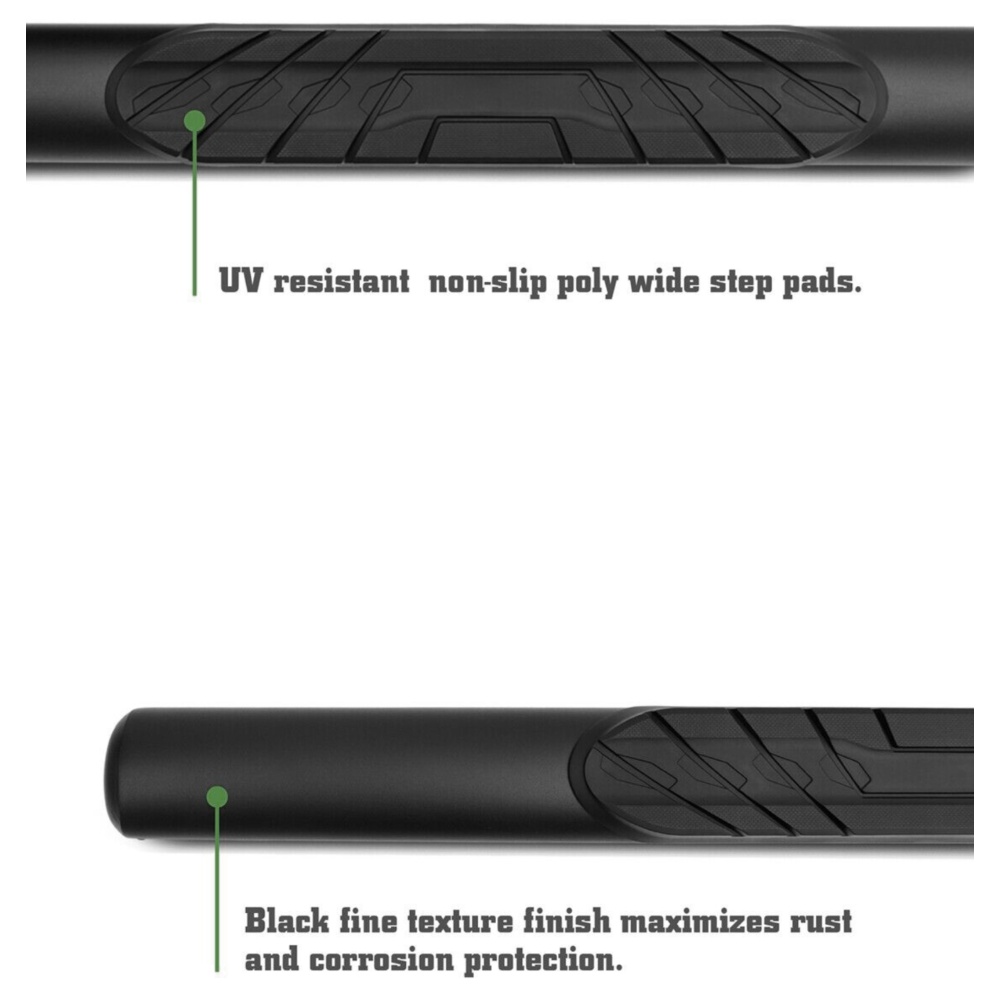 UV resistant  non-slip poly wide step pads.
Black fine texture finish maximizes rust
and corrosion protection.